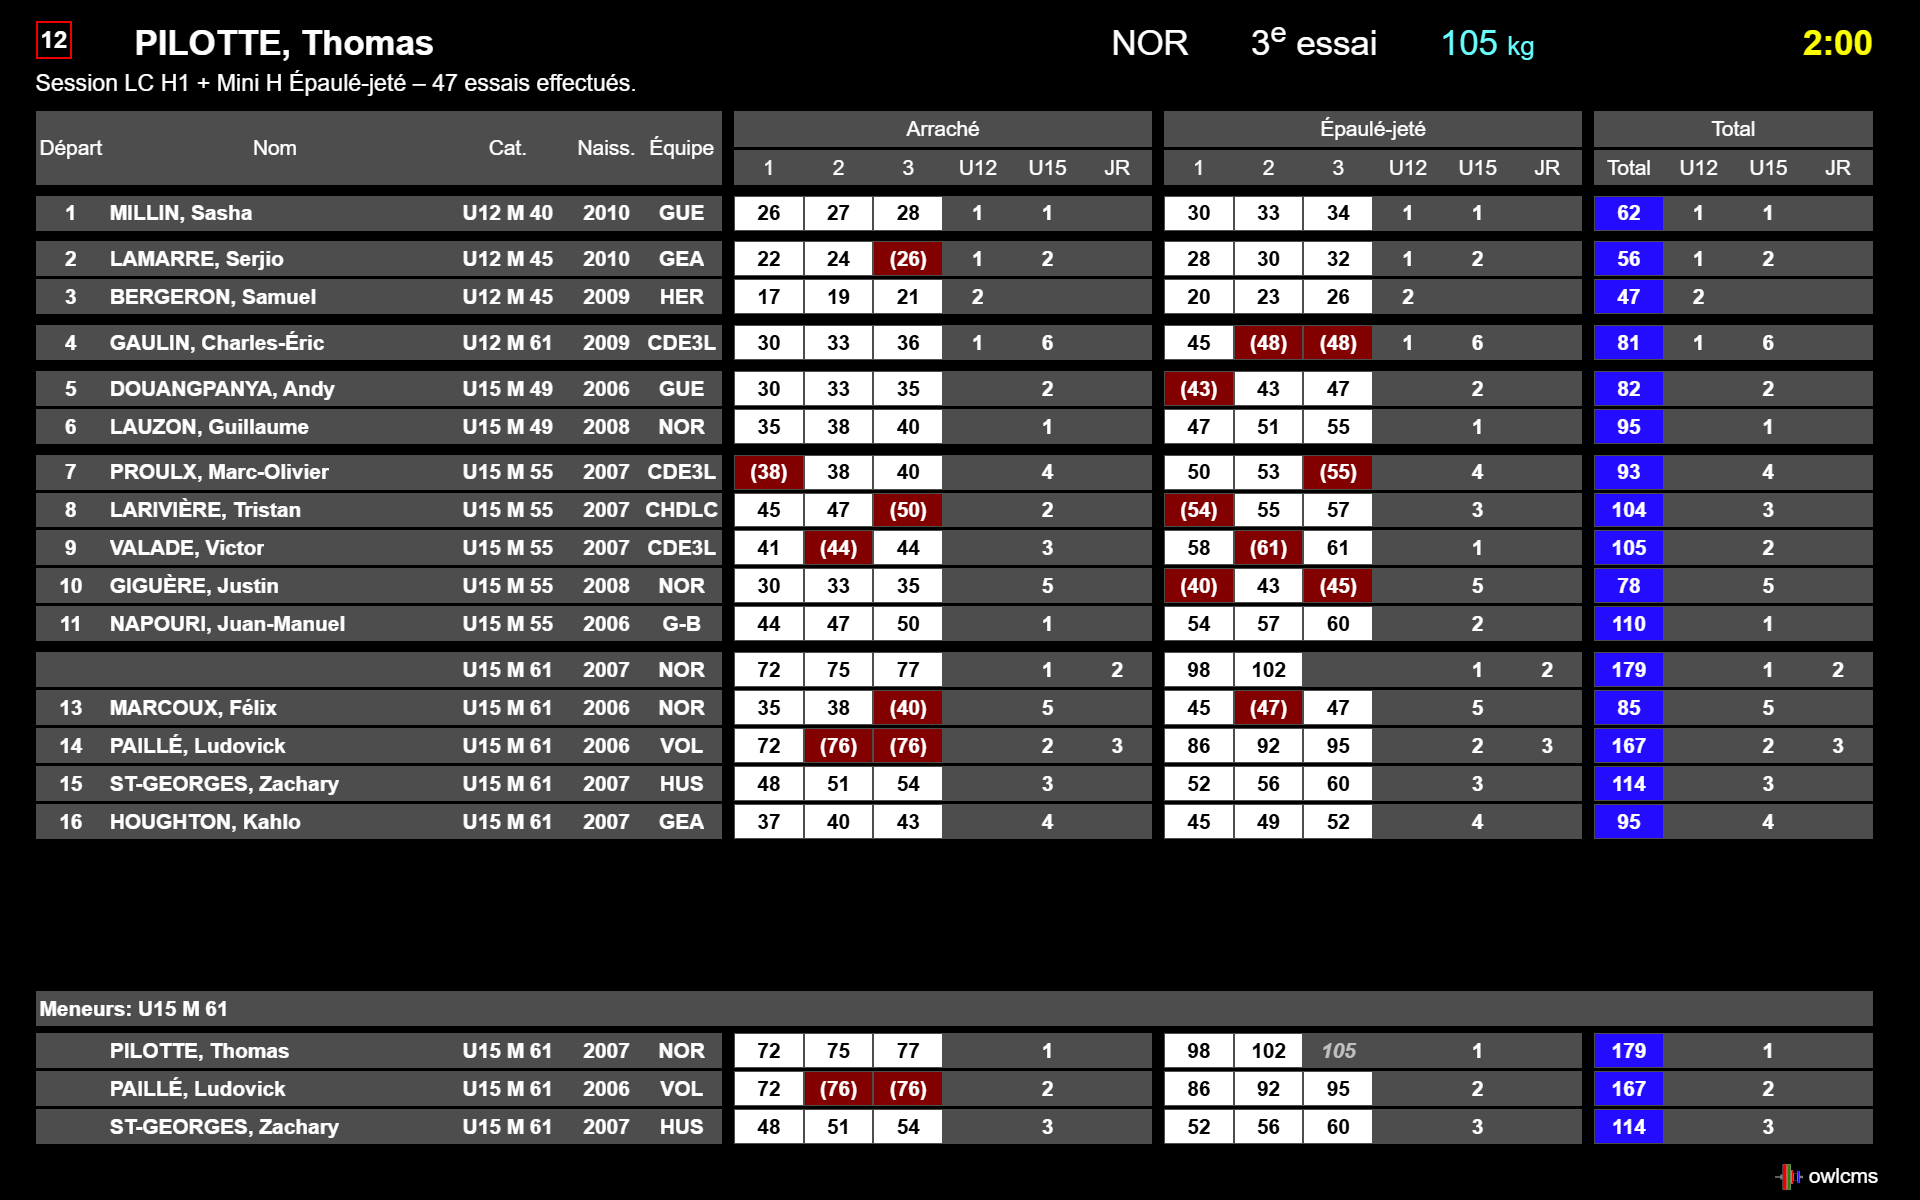 12 PILOTTE, Thomas NOR 3e essai 105 kg 2:00
Session LC H1 + Mini H Épaulé-jeté – 47 essais effectués.
Départ Nom Cat. Naiss. Équipe Arraché Épaulé-jeté Total
1 2 3 U12 U15 JR 1 2 3 U12 U15 JR Total U12 U15 JR
1 MILLIN, Sasha U12 M 40 2010 GUE 26 27 28 1 1 30 33 34 1 1 62 1 1
2 LAMARRE, Serjio U12 M 45 2010 GEA 22 24 (26) 1 2 28 30 32 1 2 56 1 2
3 BERGERON, Samuel U12 M 45 2009 HER 17 19 21 2 20 23 26 2 47 2
4 GAULIN, Charles-Éric U12 M 61 2009 CDE3L 30 33 36 1 6 45 (48) (48) 1 6 81 1 6
5 DOUANGPANYA, Andy U15 M 49 2006 GUE 30 33 35 2 (43) 43 47 2 82 2
6 LAUZON, Guillaume U15 M 49 2008 NOR 35 38 40 1 47 51 55 1 95 1
7 PROULX, Marc-Olivier U15 M 55 2007 CDE3L (38) 38 40 4 50 53 (55) 4 93 4
8 LARIVIÈRE, Tristan U15 M 55 2007 CHDLC 45 47 (50) 2 (54) 55 57 3 104 3
9 VALADE, Victor U15 M 55 2007 CDE3L 41 (44) 44 3 58 (61) 61 1 105 2
10 GIGUÈRE, Justin U15 M 55 2008 NOR 30 33 35 5 (40) 43 (45) 5 78 5
11 NAPOURI, Juan-Manuel U15 M 55 2006 G-B 44 47 50 1 54 57 60 2 110 1
U15 M 61 2007 NOR 72 75 77 1 2 98 102 1 2 179 1 2
13 MARCOUX, Félix U15 M 61 2006 NOR 35 38 (40) 5 45 (47) 47 5 85 5
14 PAILLÉ, Ludovick U15 M 61 2006 VOL 72 (76) (76) 2 3 86 92 95 2 3 167 2 3
15 ST-GEORGES, Zachary U15 M 61 2007 HUS 48 51 54 3 52 56 60 3 114 3
16 HOUGHTON, Kahlo U15 M 61 2007 GEA 37 40 43 4 45 49 52 4 95 4
Meneurs: U15 M 61
PILOTTE, Thomas U15 M 61 2007 NOR 72 75 77 1 98 102 105 1 179 1
PAILLÉ, Ludovick U15 M 61 2006 VOL 72 (76) (76) 2 86 92 95 2 167 2
ST-GEORGES, Zachary U15 M 61 2007 HUS 48 51 54 3 52 56 60 3 114 3
owlcms